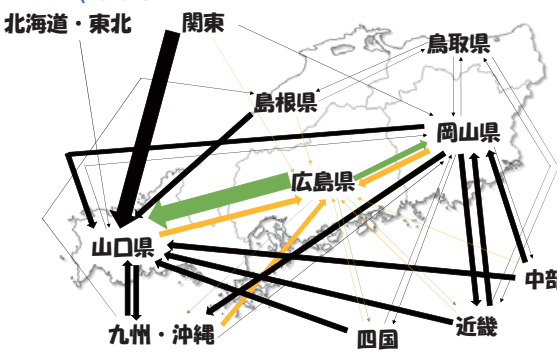 北海道・東北
関東
鳥取県
島根県
岡山県
広島県
山口県
中部
近畿
四国
九州・沖縄